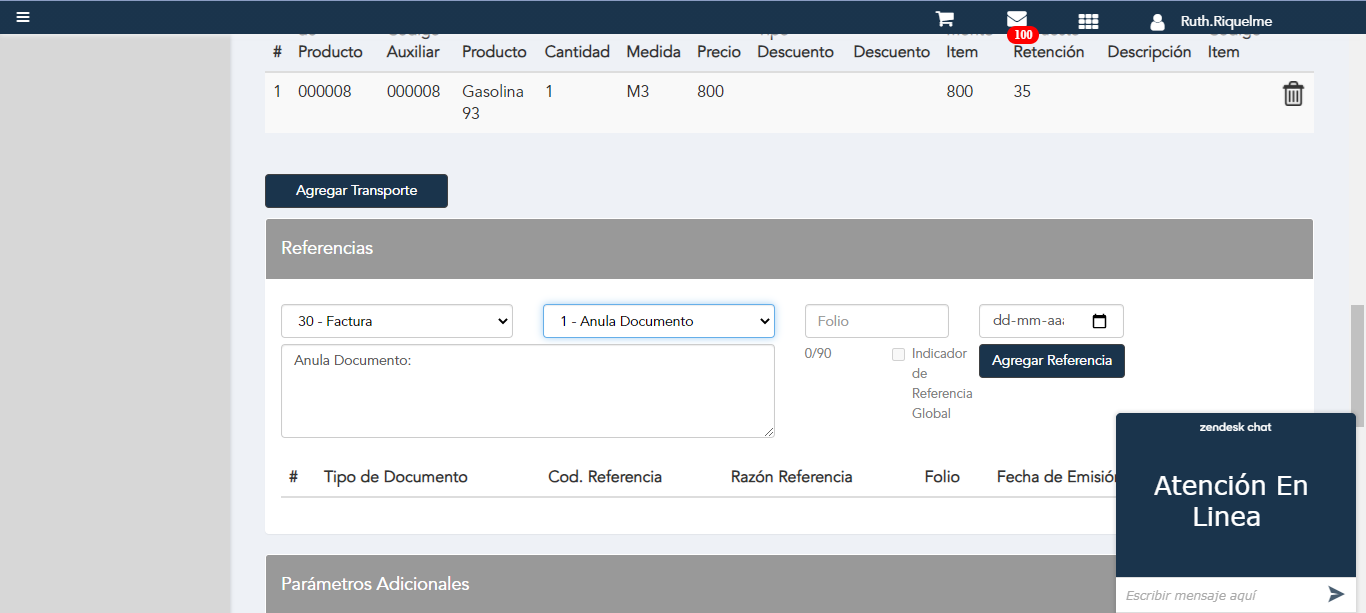 100
Ruth.Riquelme
# Producto Auxiliar Producto Cantidad Medida Precio Descuento Descuento Item Retención Descripción Item
1 000008 000008 Gasolina 93 1 M3 800 800 35
Agregar Transporte
Referencias
30 - Factura
1 - Anula Documento
Folio
dd-mm-aa
Anula Documento:
0/90
Indicador
de
Referencia
Global
Agregar Referencia
# Tipo de Documento Cod. Referencia Razón Referencia Folio Fecha de Emisión
Parámetros Adicionales
zendesk chat
Atención En
Linea
Escribir mensaje aquí